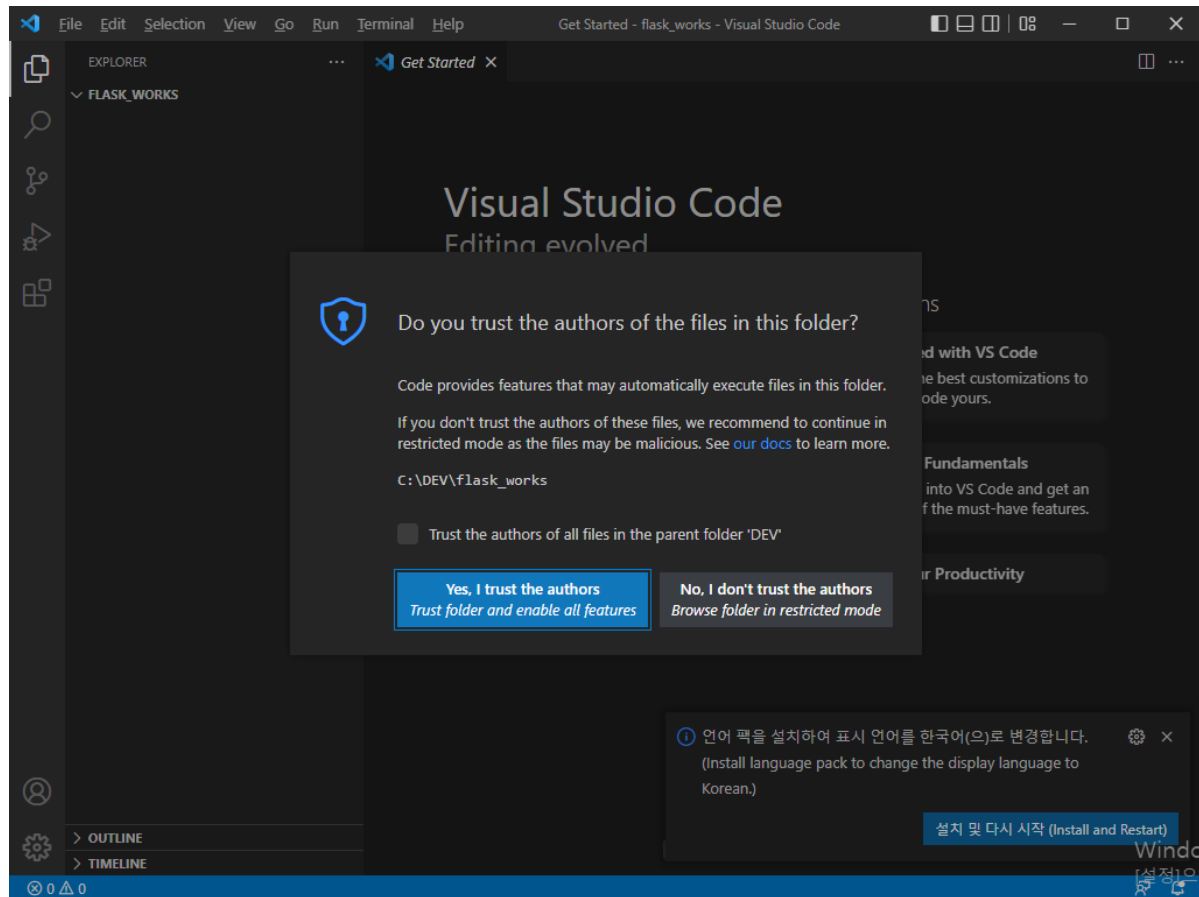 File Edit Selection View Go Run Terminal Help
Get Started - flask_works - Visual Studio Code
EXPLORER
Get Started
FLASK_WORKS
Visual Studio Code
Editing evolved
Do you trust the authors of the files in this folder?
Code provides features that may automatically execute files in this folder.
If you don't trust the authors of these files, we recommend to continue in
restricted mode as the files may be malicious. See our docs to learn more.
C:\DEV\flask_works
Trust the authors of all files in the parent folder 'DEV'
Yes, I trust the authors
Trust folder and enable all features
No, I don't trust the authors
Browse folder in restricted mode
with VS Code
best customizations to
yours.
Fundamentals
into VS Code and get an
the must-have features.
Productivity
언어 팩을 설치하여 표시 언어를 한국어(으)로 변경합니다.
(Install language pack to change the display language to
Korean.)
설치 및 다시 시작 (Install and Restart)
OUTLINE
TIMELINE
0 0